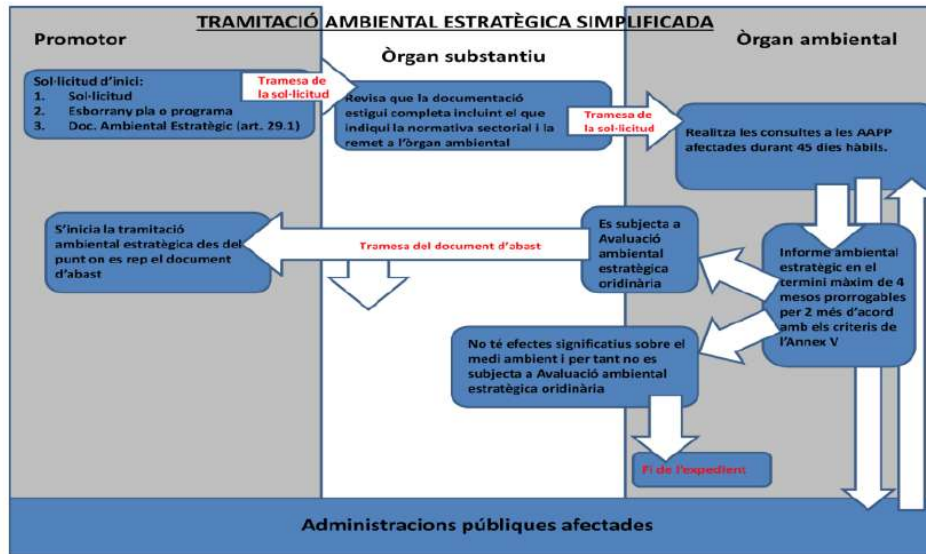 TRAMITACIÓ AMBIENTAL ESTRATÈGICA SIMPLIFICADA
Promotor
Òrgan substantiu
Òrgan ambiental
Sol·licitud d'inici:
1. Sol·licitud
2. Esborrany pla o programa
3. Doc. Ambiental Estratègic (art. 29.1)
Tramesa de
la sol·licitud
Revisa que la documentació
estigui completa incluint el que
indiqui la normativa sectorial i la
remet a l'òrgan ambiental
Tramesa de
la sol·licitud
Realitza les consultes a les AAPP
afectades durant 45 dies hàbils.
S'inicia la tramitació
ambiental estratègica des del
punt on es rep el document
d'abast
Tramesa del document d'abast
Es subjecta a
Avaluació
ambiental
estratègica
oridinària
Informe ambiental
estratègic en el
termini màxim de 4
mesos prorrogables
per 2 més d'acord
amb els criteris de
l'Annex V
No té efectes significatius sobre el
medi ambient i per tant no es
subjecta a Avaluació ambiental
estratègica oridinària
Fi de l'expedient
Administracions públiques afectades